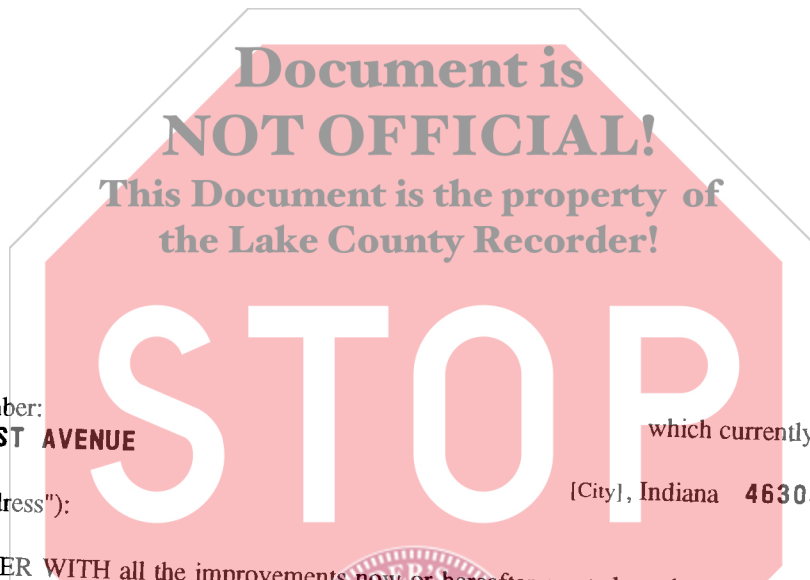 Document is
NOT OFFICIAL!
This Document is the property of
the Lake County Recorder!
STOP
ber:
ST AVENUE
which currently
[City], Indiana 4630
dress"):
ER WITH all the improvements now or hereafter